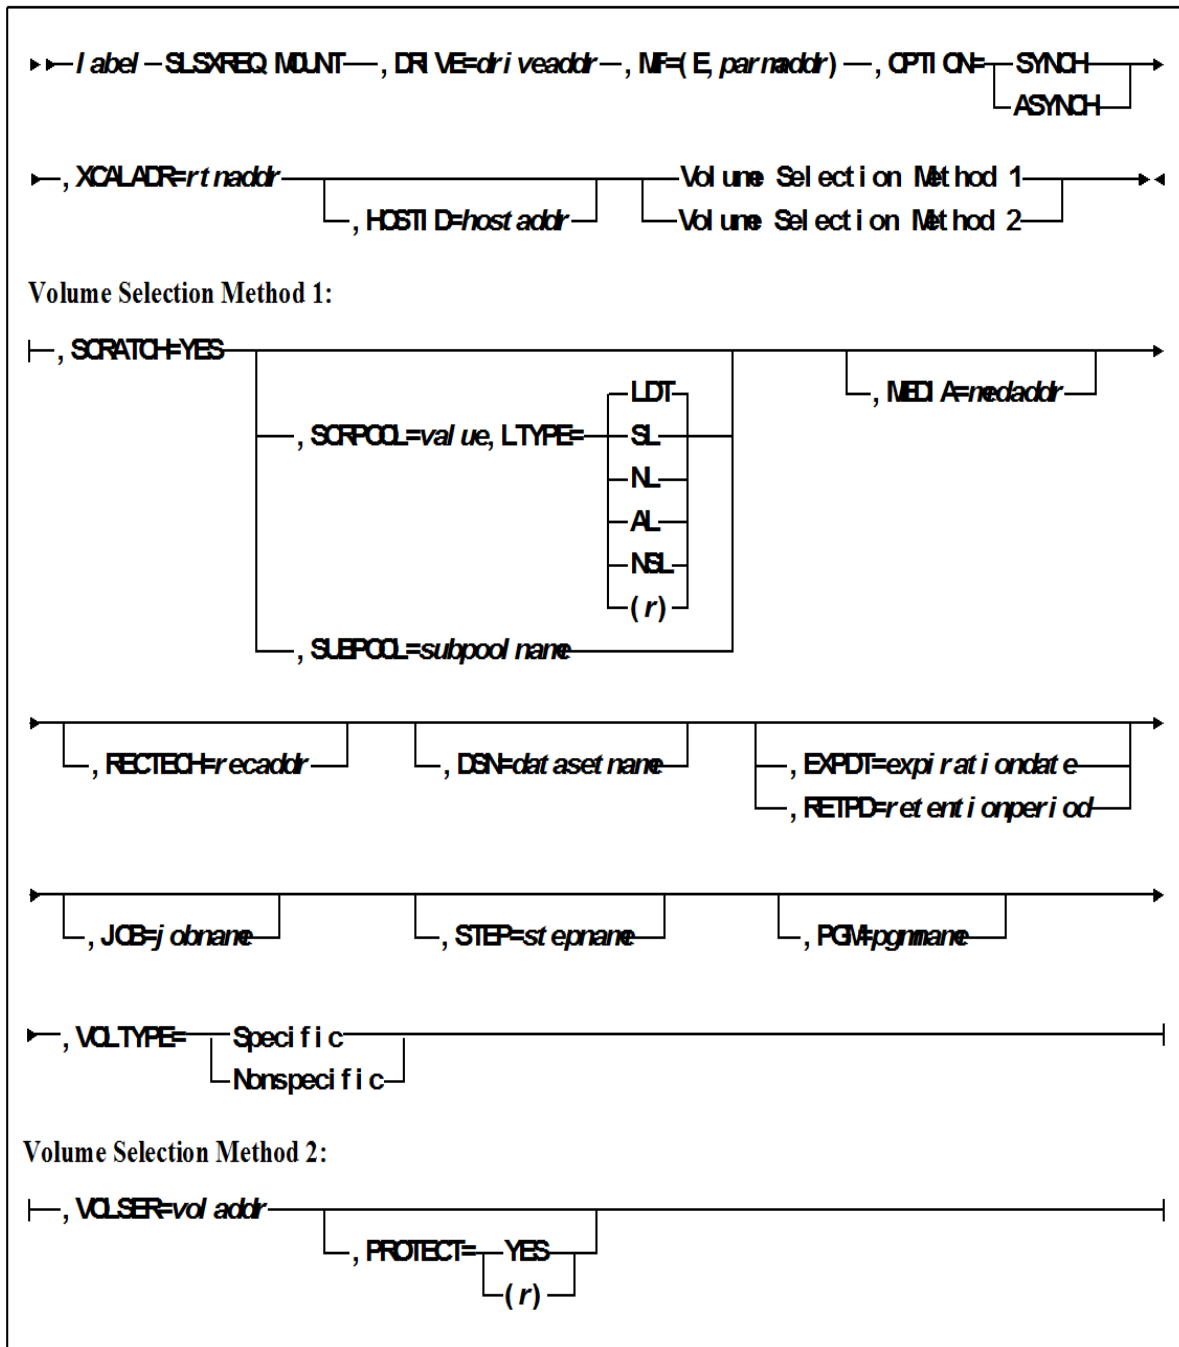 label SLSXREQ MOUNT , DRIVE=driveaddr , MF=(E, parmaddr) , OPTION= SYNCH
ASYNCH
, XCALADR=rtnaddr Volume Selection Method 1
, HOSTID=hostaddr Volume Selection Method 2
Volume Selection Method 1:
, SCRATCH=YES
, MEDIA=medaddr
LDT
, SCRPOOL=value, LTYPE= SL
NL
AL
NSL
(r)
, SUBPOOL=subpoolname
, RECTECH=recaddr , DSN=datasetname , EXPDT=expirationdate
, RETPD=retentionperiod
, JOB=jobname , STEP=stepname , PGM=pgmname
, VOLTYPE= Specific
Nonspecific
Volume Selection Method 2:
, VOLSER=voladdr
, PROTECT= YES
(r)